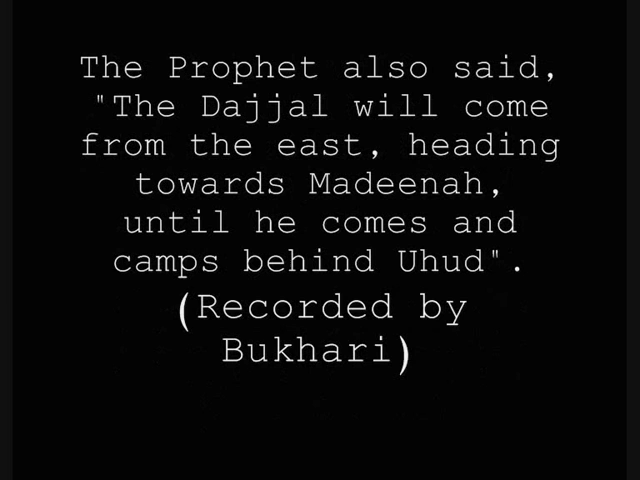 The Prophet also said,
"The Dajjal will come
from the east, heading
towards Madeenah,
until he comes and
camps behind Uhud".
(Recorded by
Bukhari)